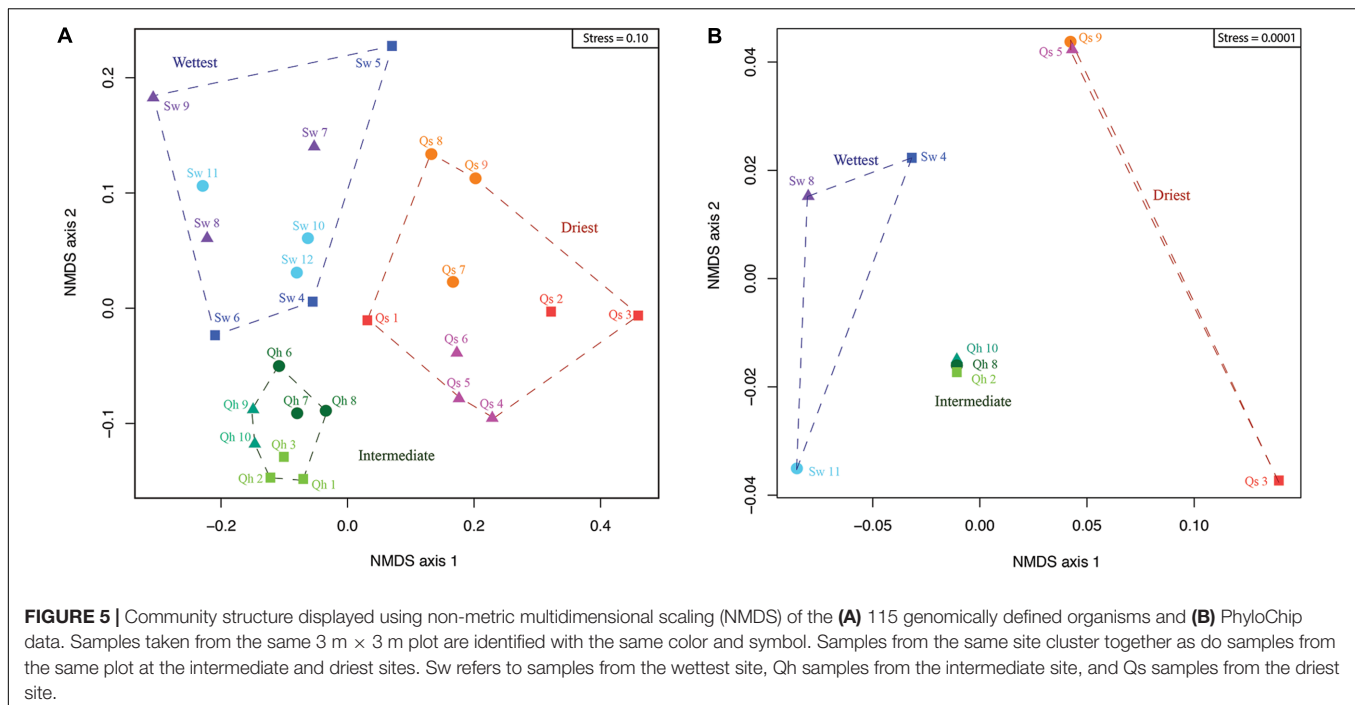 A
Stress = 0.10
Wettest
Sw 5
Sw 9
Sw 7
Sw 11
Sw 8
Sw 10
Sw 12
Sw 4
Sw 6
Qs 8
Qs 9
Driest
Qs 7
Qs 2
Qs 1
Qs 3
Qs 6
Qs 5
Qs 4
Qh 6
Qh 9
Qh 7
Qh 8
Qh 10
Qh 3
Qh 2
Qh 1
Intermediate
0.2
0.1
0.0
−0.1
NMDS axis 2
−0.2
0.0
0.2
0.4
NMDS axis 1
B
Stress = 0.0001
Qs 9
Qs 5
Wettest
Sw 4
Sw 8
Driest
Qh 10
Qh 8
Qh 2
Intermediate
Sw 11
Qs 3
0.04
0.02
0.00
−0.02
−0.04
NMDS axis 2
−0.05
0.00
0.05
0.10
NMDS axis 1
FIGURE 5 | Community structure displayed using non-metric multidimensional scaling (NMDS) of the (A) 115 genomically defined organisms and (B) PhyloChip
data. Samples taken from the same 3 m × 3 m plot are identified with the same color and symbol. Samples from the same site cluster together as do samples from
the same plot at the intermediate and driest sites. Sw refers to samples from the wettest site, Qh samples from the intermediate site, and Qs samples from the driest
site.